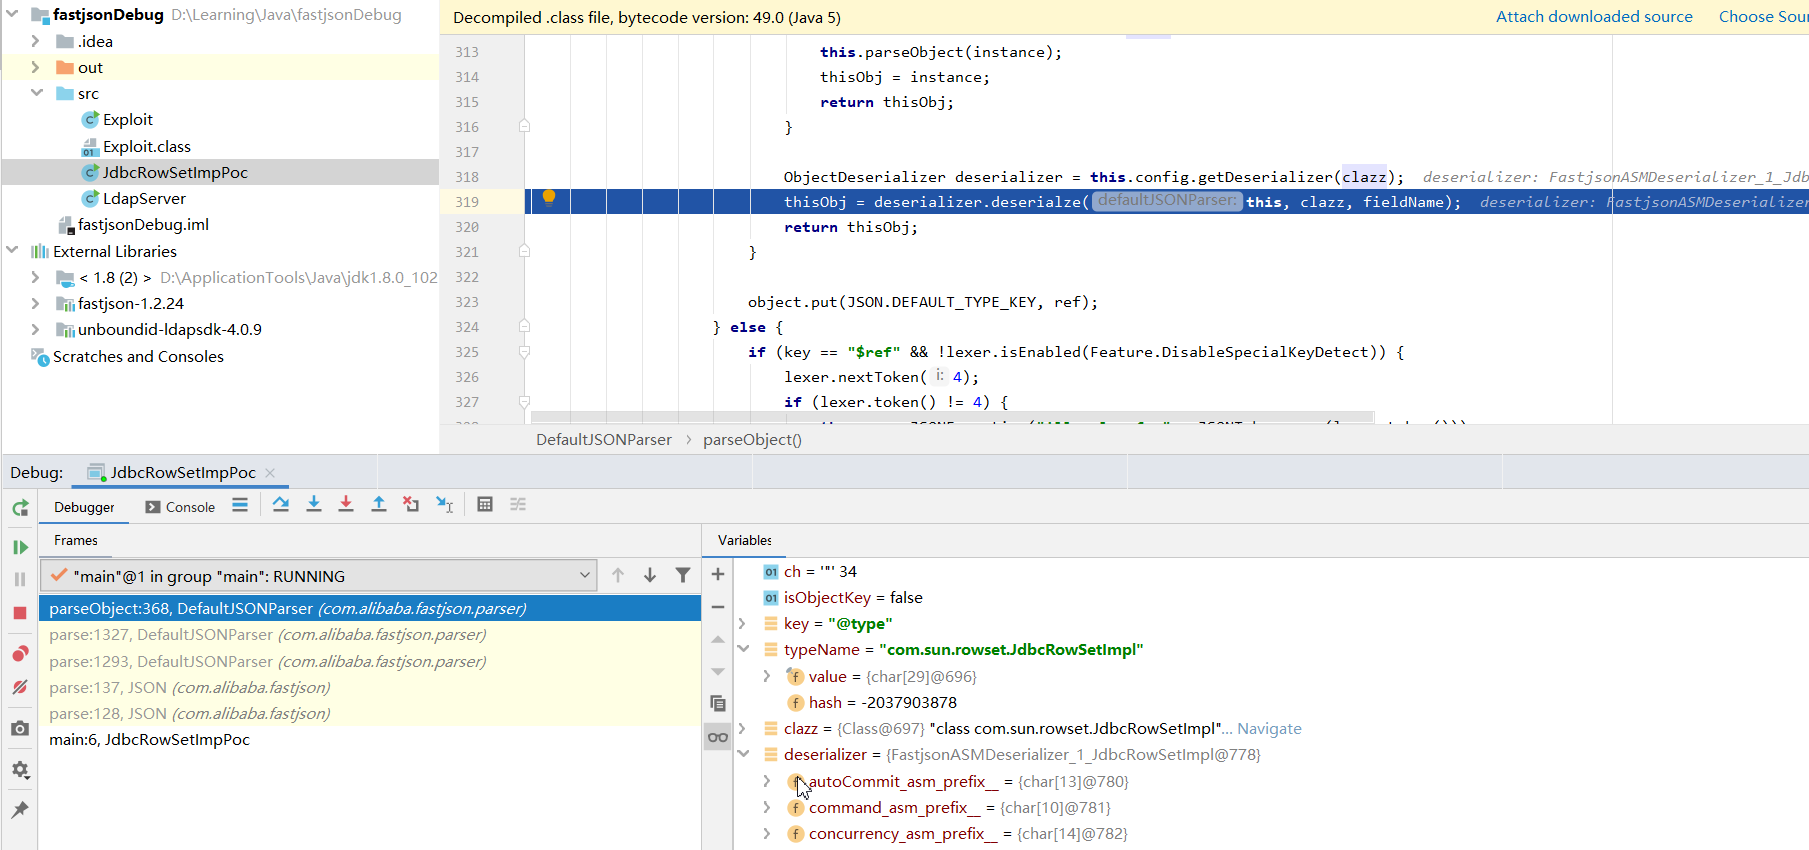 fastjsonDebug D:\Learning\Java\fastjsonDebug
.idea
out
src
Exploit
Exploit.class
JdbcRowSetImpPoc
LdapServer
fastjsonDebug.iml
External Libraries
< 1.8 (2) > D:\ApplicationTools\Java\jdk1.8.0_102
fastjson-1.2.24
unboundid-ldapsdk-4.0.9
Scratches and Consoles
Decompiled .class file, bytecode version: 49.0 (Java 5) Attach downloaded source Choose Sour
313 this.parseObject(instance);
314 thisObj = instance;
315 return thisObj;
316 }
317
318 ObjectDeserializer deserializer = this.config.getDeserializer(clazz); deserializer: FastjsonASMDeserializer_1_Jdb
319 thisObj = deserializer.deserialze( defaultJSONParser: this, clazz, fieldName); deserializer: FastjsonASMDeserializer
320 return thisObj;
321 }
322
323 object.put(JSON.DEFAULT_TYPE_KEY, ref);
324 } else {
325 if (key == "$ref" && !lexer.isEnabled(Feature.DisableSpecialKeyDetect)) {
326 lexer.nextToken( i: 4);
327 if (lexer.token() != 4) {
DefaultJSONParser › parseObject()
Debug: JdbcRowSetImpPoc
Debugger Console
Frames
"main"@1 in group "main": RUNNING
parseObject:368, DefaultJSONParser (com.alibaba.fastjson.parser)
parse:1327, DefaultJSONParser (com.alibaba.fastjson.parser)
parse:1293, DefaultJSONParser (com.alibaba.fastjson.parser)
parse:137, JSON (com.alibaba.fastjson)
parse:128, JSON (com.alibaba.fastjson)
main:6, JdbcRowSetImpPoc
Variables
01 ch = '"' 34
01 isObjectKey = false
key = "@type"
typeName = "com.sun.rowset.JdbcRowSetImpl"
f value = {char[29]@696}
f hash = -2037903878
clazz = {Class@697} "class com.sun.rowset.JdbcRowSetImpl"... Navigate
deserializer = {FastjsonASMDeserializer_1_JdbcRowSetImpl@778}
f autoCommit_asm_prefix__ = {char[13]@780}
f command_asm_prefix__ = {char[10]@781}
f concurrency_asm_prefix__ = {char[14]@782}